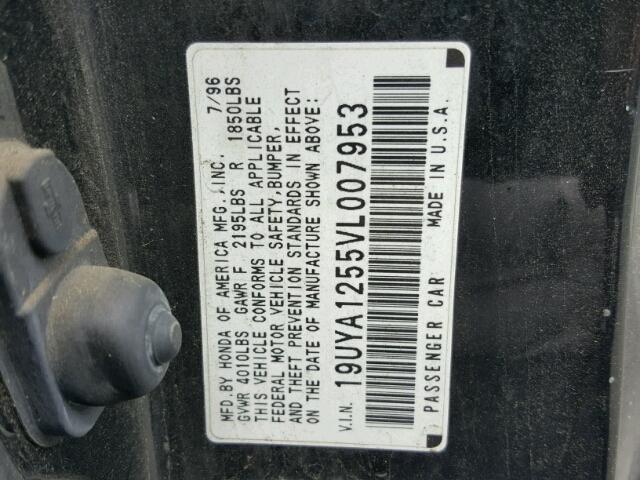 MFD.BY HONDA OF AMERICA MFG.,INC. 7/96
GVWR 4010LBS GAWR F 2195LBS R 1850LBS
THIS VEHICLE CONFORMS TO ALL APPLICABLE
FEDERAL MOTOR VEHICLE SAFETY,BUMPER,
AND THEFT PREVENTION STANDARDS IN EFFECT
ON THE DATE OF MANUFACTURE SHOWN ABOVE:
V.I.N. 19UYA1255VL007953
PASSENGER CAR MADE IN U.S.A.